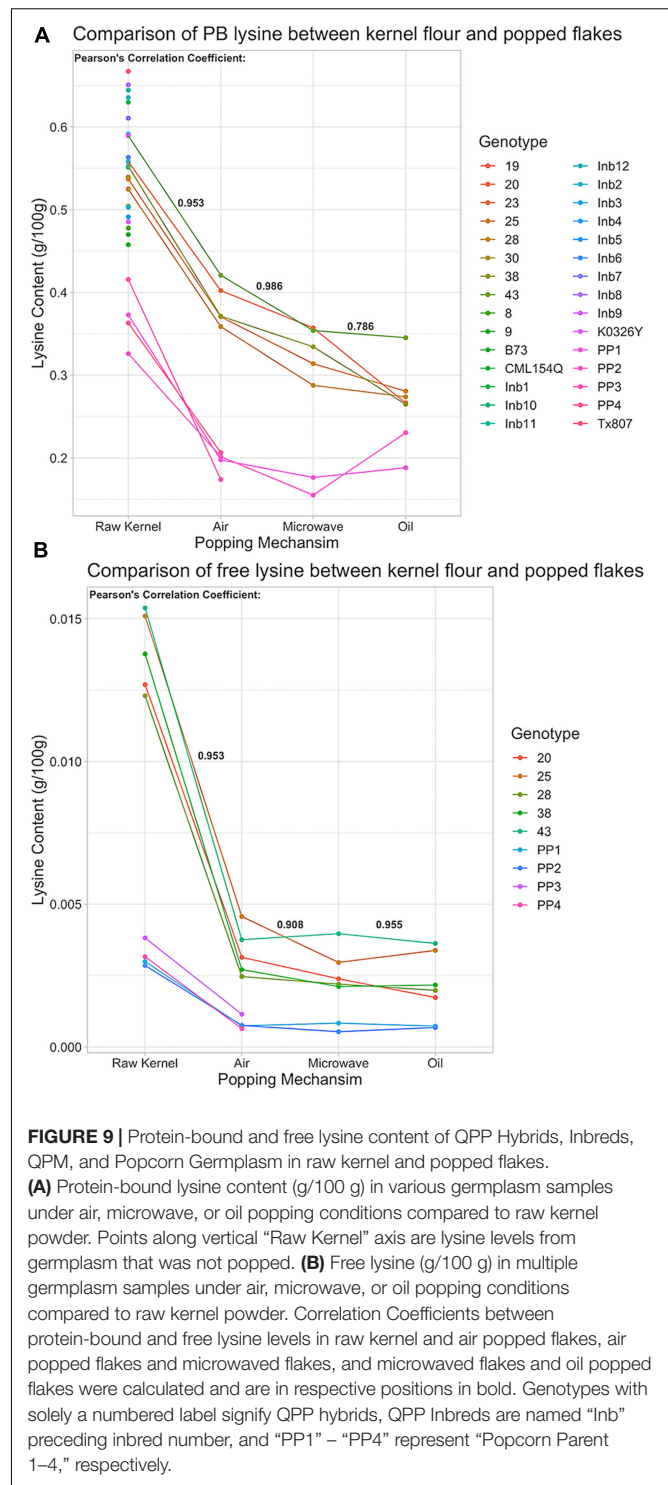 A
Comparison of PB lysine between kernel flour and popped flakes
Pearson's Correlation Coefficient:
Lysine Content (g/100g)
0.6
0.5
0.4
0.3
0.2
0.953
0.986
0.786
Raw Kernel
Air
Microwave
Oil
Popping Mechansim
Genotype
19
20
23
25
28
30
38
43
8
9
B73
CML154Q
Inb1
Inb10
Inb11
Inb12
Inb2
Inb3
Inb4
Inb5
Inb6
Inb7
Inb8
Inb9
K0326Y
PP1
PP2
PP3
PP4
Tx807
B
Comparison of free lysine between kernel flour and popped flakes
Pearson's Correlation Coefficient:
Lysine Content (g/100g)
0.015
0.010
0.005
0.000
0.953
0.908
0.955
Raw Kernel
Air
Microwave
Oil
Popping Mechansim
Genotype
20
25
28
38
43
PP1
PP2
PP3
PP4
FIGURE 9 | Protein-bound and free lysine content of QPP Hybrids, Inbreds,
QPM, and Popcorn Germplasm in raw kernel and popped flakes.
(A) Protein-bound lysine content (g/100 g) in various germplasm samples
under air, microwave, or oil popping conditions compared to raw kernel
powder. Points along vertical "Raw Kernel" axis are lysine levels from
germplasm that was not popped. (B) Free lysine (g/100 g) in multiple
germplasm samples under air, microwave, or oil popping conditions
compared to raw kernel powder. Correlation Coefficients between
protein-bound and free lysine levels in raw kernel and air popped flakes, air
popped flakes and microwaved flakes, and microwaved flakes and oil popped
flakes were calculated and are in respective positions in bold. Genotypes with
solely a numbered label signify QPP hybrids, QPP Inbreds are named "Inb"
preceding inbred number, and "PP1" – "PP4" represent "Popcorn Parent
1–4," respectively.